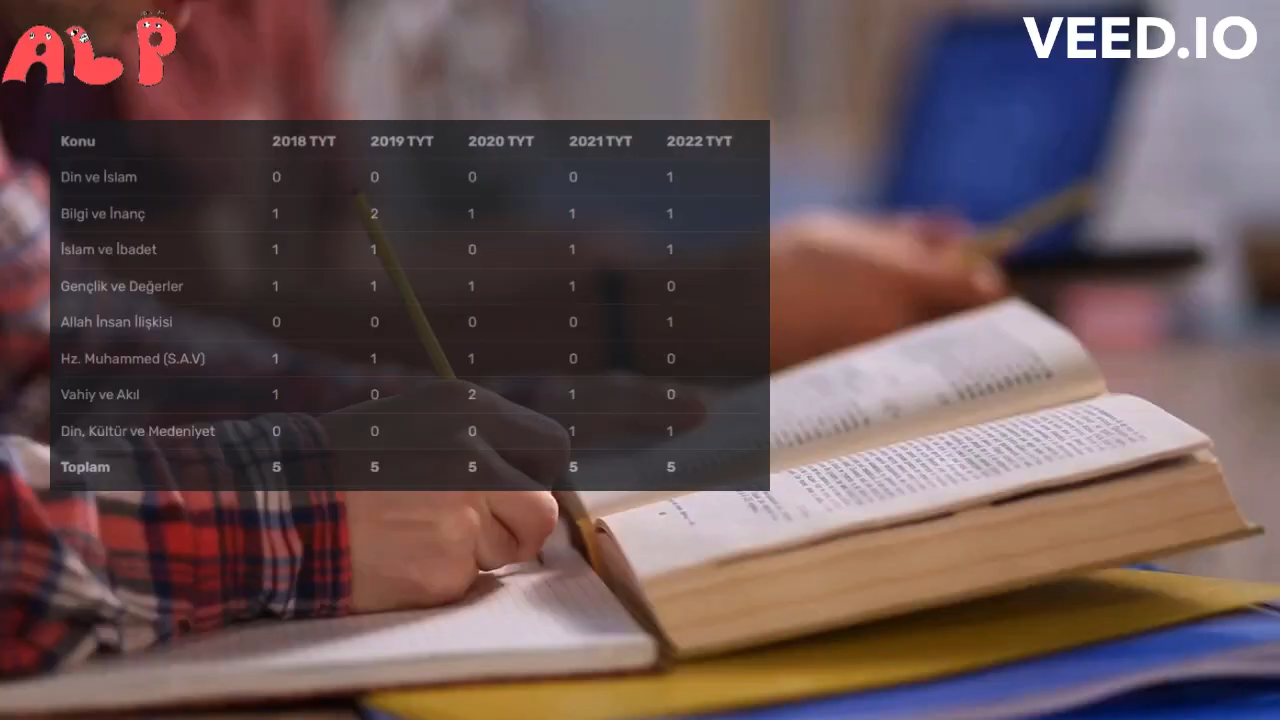 ALP
VEED.IO
Konu 2018 TYT 2019 TYT 2020 TYT 2021 TYT 2022 TYT
Din ve İslam 0 0 0 0 1
Bilgi ve İnanç 1 2 1 1 1
İslam ve İbadet 1 1 0 1 1
Gençlik ve Değerler 1 1 1 1 0
Allah İnsan İlişkisi 0 0 0 0 1
Hz. Muhammed (S.A.V) 1 1 1 0 0
Vahiy ve Akıl 1 0 2 1 0
Din, Kültür ve Medeniyet 0 0 0 1 1
Toplam 5 5 5 5 5